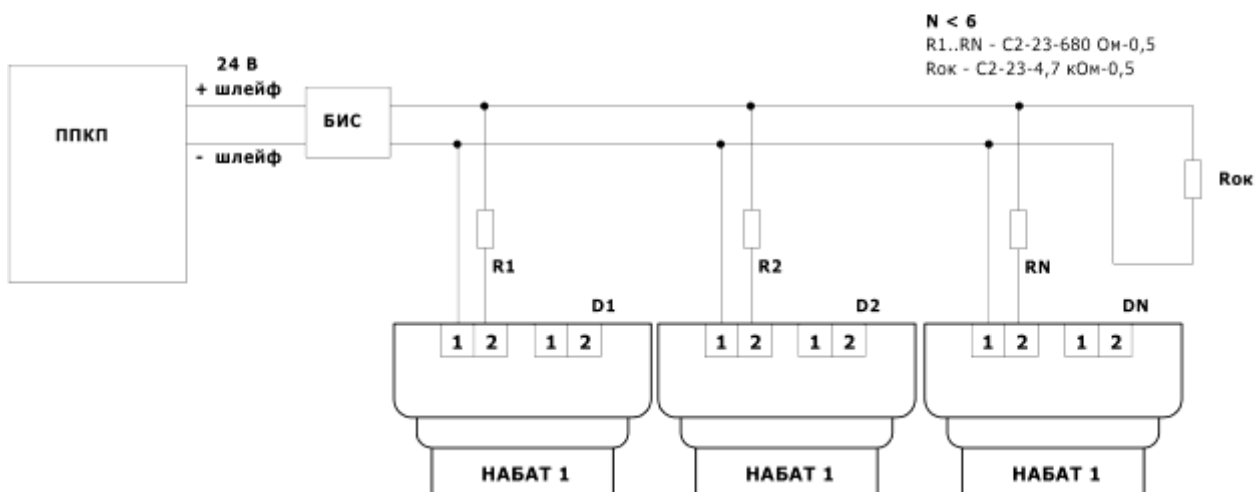 N < 6
R1..RN - С2-23-680 Ом-0,5
Rок - С2-23-4,7 кОм-0,5
24 В
+ шлейф
ППКП
БИС
- шлейф
Rок
R1
R2
RN
D1
D2
DN
1 2 1 2
1 2 1 2
1 2 1 2
НАБАТ 1
НАБАТ 1
НАБАТ 1